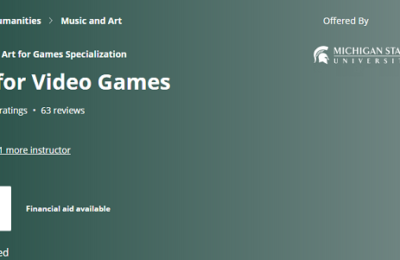 umanities > Music and Art
Offered By
Art for Games Specialization
MICHIGAN STA
UNIVERSI
for Video Games
ratings • 63 reviews
1 more instructor
Financial aid available
ed